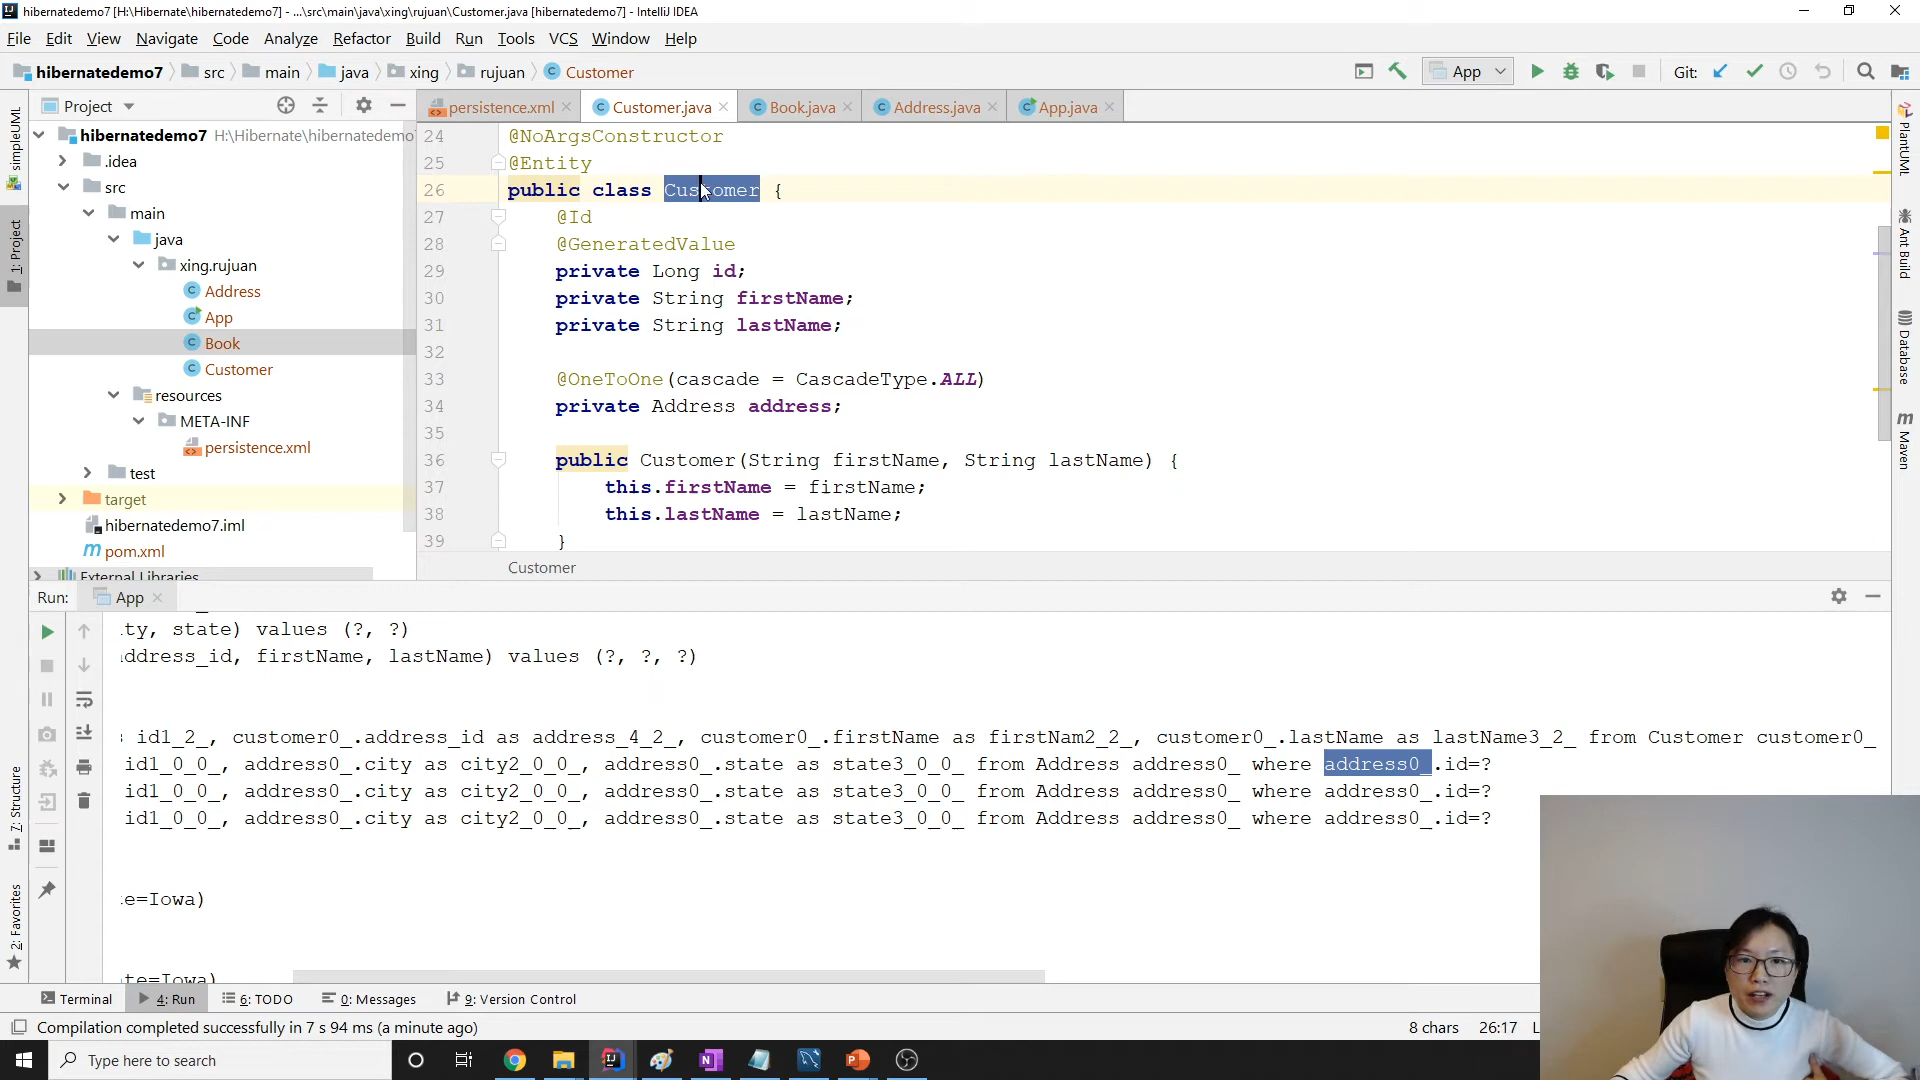 hibernatedemo7 [H:\Hibernate\hibernatedemo7] - ...\src\main\java\xing\rujuan\Customer.java [hibernatedemo7] - IntelliJ IDEA
File Edit View Navigate Code Analyze Refactor Build Run Tools VCS Window Help
hibernatedemo7 src main java xing rujuan Customer App Git:
Project persistence.xml Customer.java Book.java Address.java App.java
simpleUML
1: Project
7: Structure
2: Favorites
hibernatedemo7 H:\Hibernate\hibernatedemo
.idea
src
main
java
xing.rujuan
Address
App
Book
Customer
resources
META-INF
persistence.xml
test
target
hibernatedemo7.iml
pom.xml
External Libraries
24 @NoArgsConstructor
25 @Entity
26 public class Customer {
27 @Id
28 @GeneratedValue
29 private Long id;
30 private String firstName;
31 private String lastName;
32
33 @OneToOne(cascade = CascadeType.ALL)
34 private Address address;
35
36 public Customer(String firstName, String lastName) {
37 this.firstName = firstName;
38 this.lastName = lastName;
39 }
Customer
PlantUML
Ant Build
Database
Maven
Run: App
ty, state) values (?, ?)
ddress_id, firstName, lastName) values (?, ?, ?)
id1_2_, customer0_.address_id as address_4_2_, customer0_.firstName as firstNam2_2_, customer0_.lastName as lastName3_2_ from Customer customer0_
id1_0_0_, address0_.city as city2_0_0_, address0_.state as state3_0_0_ from Address address0_ where address0_.id=?
id1_0_0_, address0_.city as city2_0_0_, address0_.state as state3_0_0_ from Address address0_ where address0_.id=?
id1_0_0_, address0_.city as city2_0_0_, address0_.state as state3_0_0_ from Address address0_ where address0_.id=?
e=Iowa)
te=Iowa)
Terminal 4: Run 6: TODO 0: Messages 9: Version Control
Compilation completed successfully in 7 s 94 ms (a minute ago) 8 chars 26:17
Type here to search